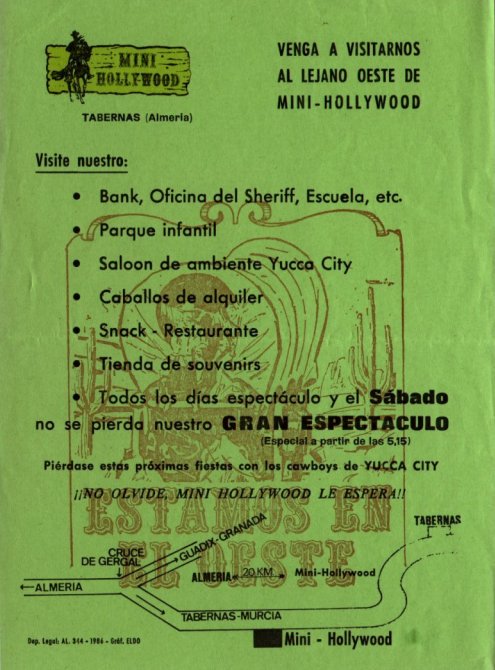 MINI
HOLLYWOOD
TABERNAS (Almeria)
VENGA A VISITARNOS
AL LEJANO OESTE DE
MINI-HOLLYWOOD
Visite nuestro:
• Bank, Oficina del Sheriff, Escuela, etc.
• Parque infantil
• Saloon de ambiente Yucca City
• Caballos de alquiler
• Snack - Restaurante
• Tienda de souvenirs
• Todos los días espectáculo y el Sábado
no se pierda nuestro GRAN ESPECTACULO
(Especial a partir de las 5,15)
Piérdase estas próximas fiestas con los cawboys de YUCCA CITY
¡¡NO OLVIDE, MINI HOLLYWOOD LE ESPERA!!
ESTAMOS EN
EL OESTE
TABERNAS
GUADIX-GRANADA
CRUCE
DE GERGAL
ALMERIA 20 KM Mini-Hollywood
ALMERIA
TABERNAS-MURCIA
Mini - Hollywood
Dep. Legal: AL. 344 - 1986 - Gráf. ELDO